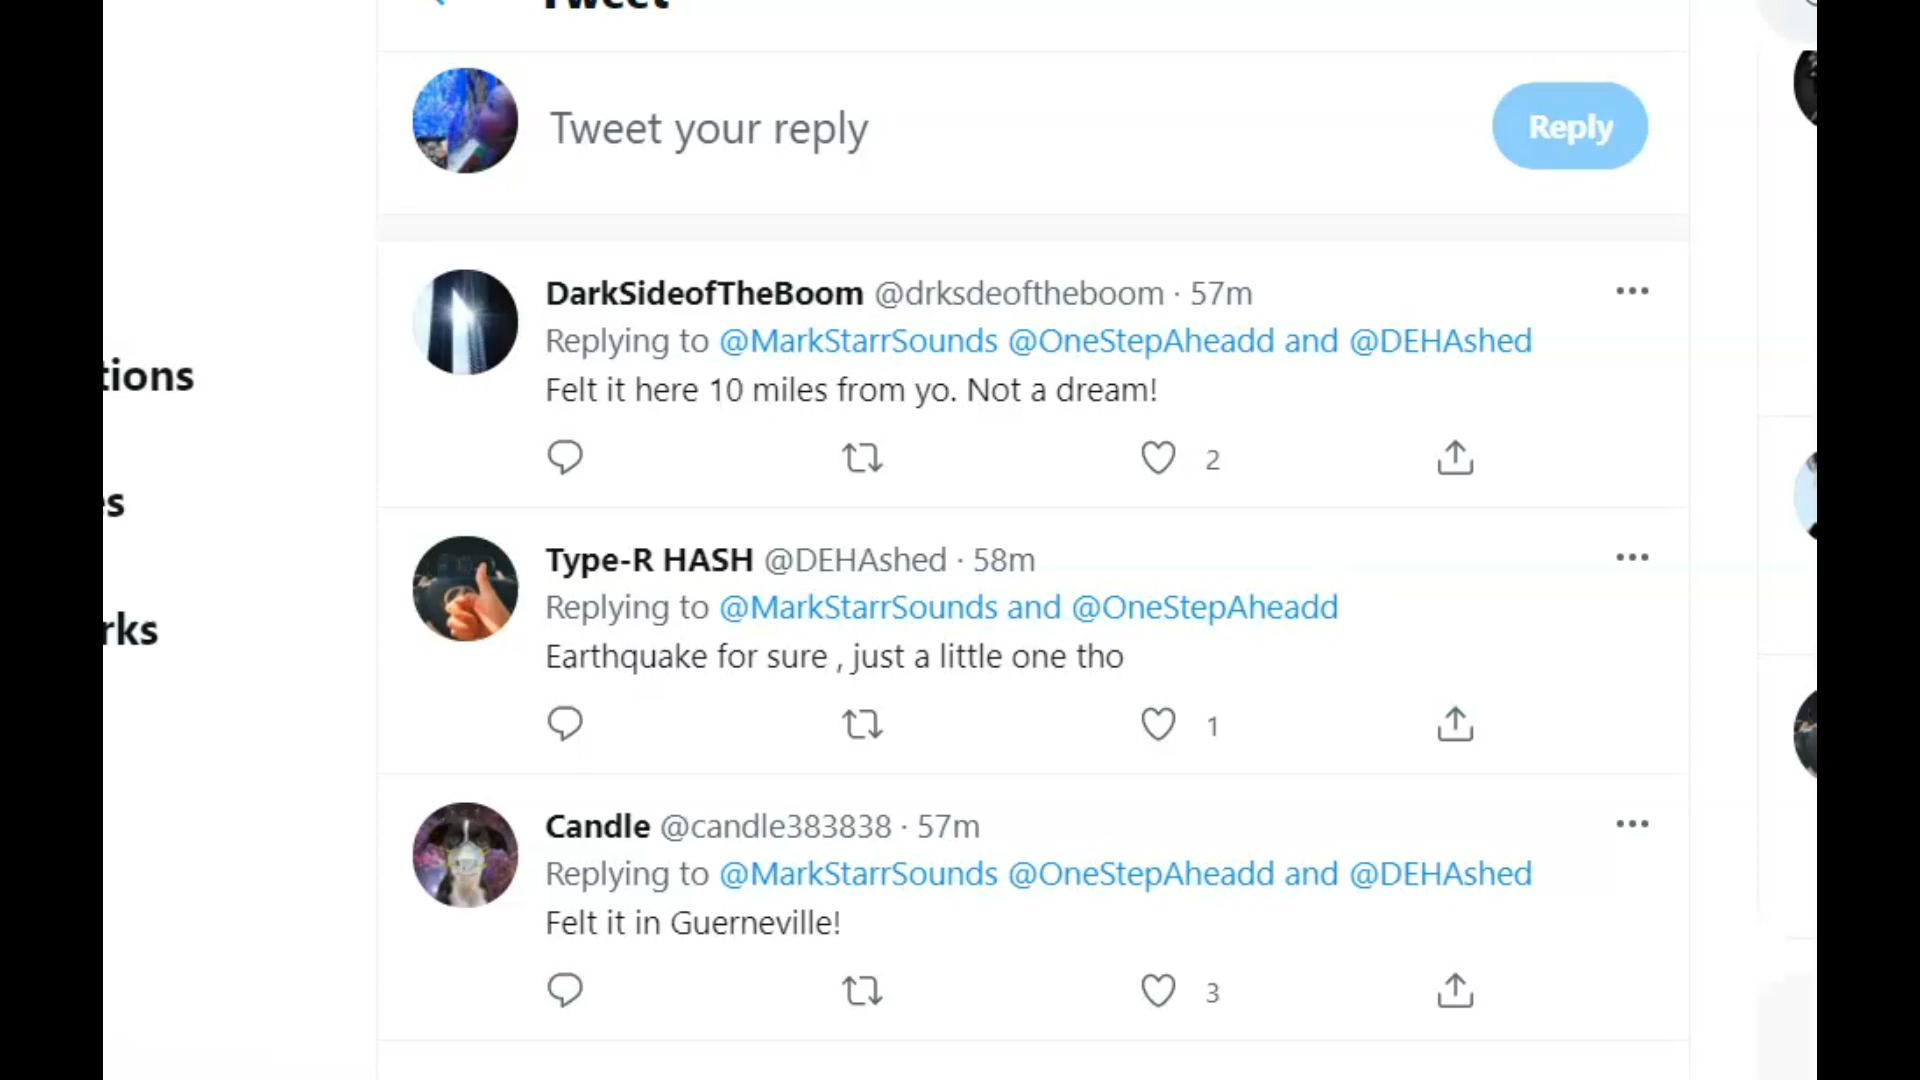 Tweet
Tweet your reply
Reply
DarkSideofTheBoom @drksdeoftheboom · 57m
Replying to @MarkStarrSounds @OneStepAheadd and @DEHAshed
Felt it here 10 miles from yo. Not a dream!
2
tions
Type-R HASH @DEHAshed · 58m
Replying to @MarkStarrSounds and @OneStepAheadd
Earthquake for sure , just a little one tho
1
es
rks
Candle @candle383838 · 57m
Replying to @MarkStarrSounds @OneStepAheadd and @DEHAshed
Felt it in Guerneville!
3